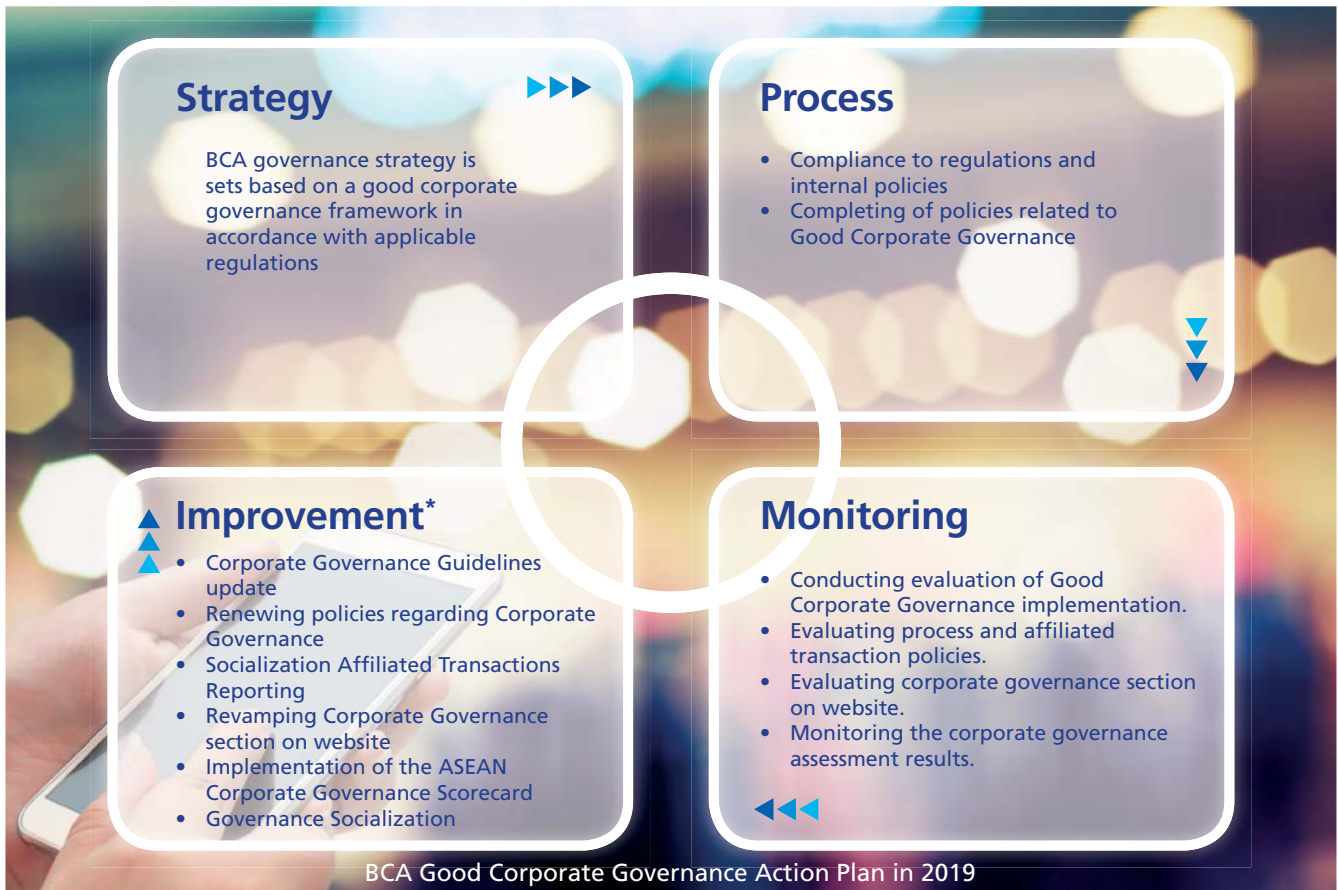 Strategy
BCA governance strategy is
sets based on a good corporate
governance framework in
accordance with applicable
regulations
Process
• Compliance to regulations and
internal policies
• Completing of policies related to
Good Corporate Governance
Improvement*
• Corporate Governance Guidelines
update
• Renewing policies regarding Corporate
Governance
• Socialization Affiliated Transactions
Reporting
• Revamping Corporate Governance
section on website
• Implementation of the ASEAN
Corporate Governance Scorecard
• Governance Socialization
Monitoring
• Conducting evaluation of Good
Corporate Governance implementation.
• Evaluating process and affiliated
transaction policies.
• Evaluating corporate governance section
on website.
• Monitoring the corporate governance
assessment results.
BCA Good Corporate Governance Action Plan in 2019